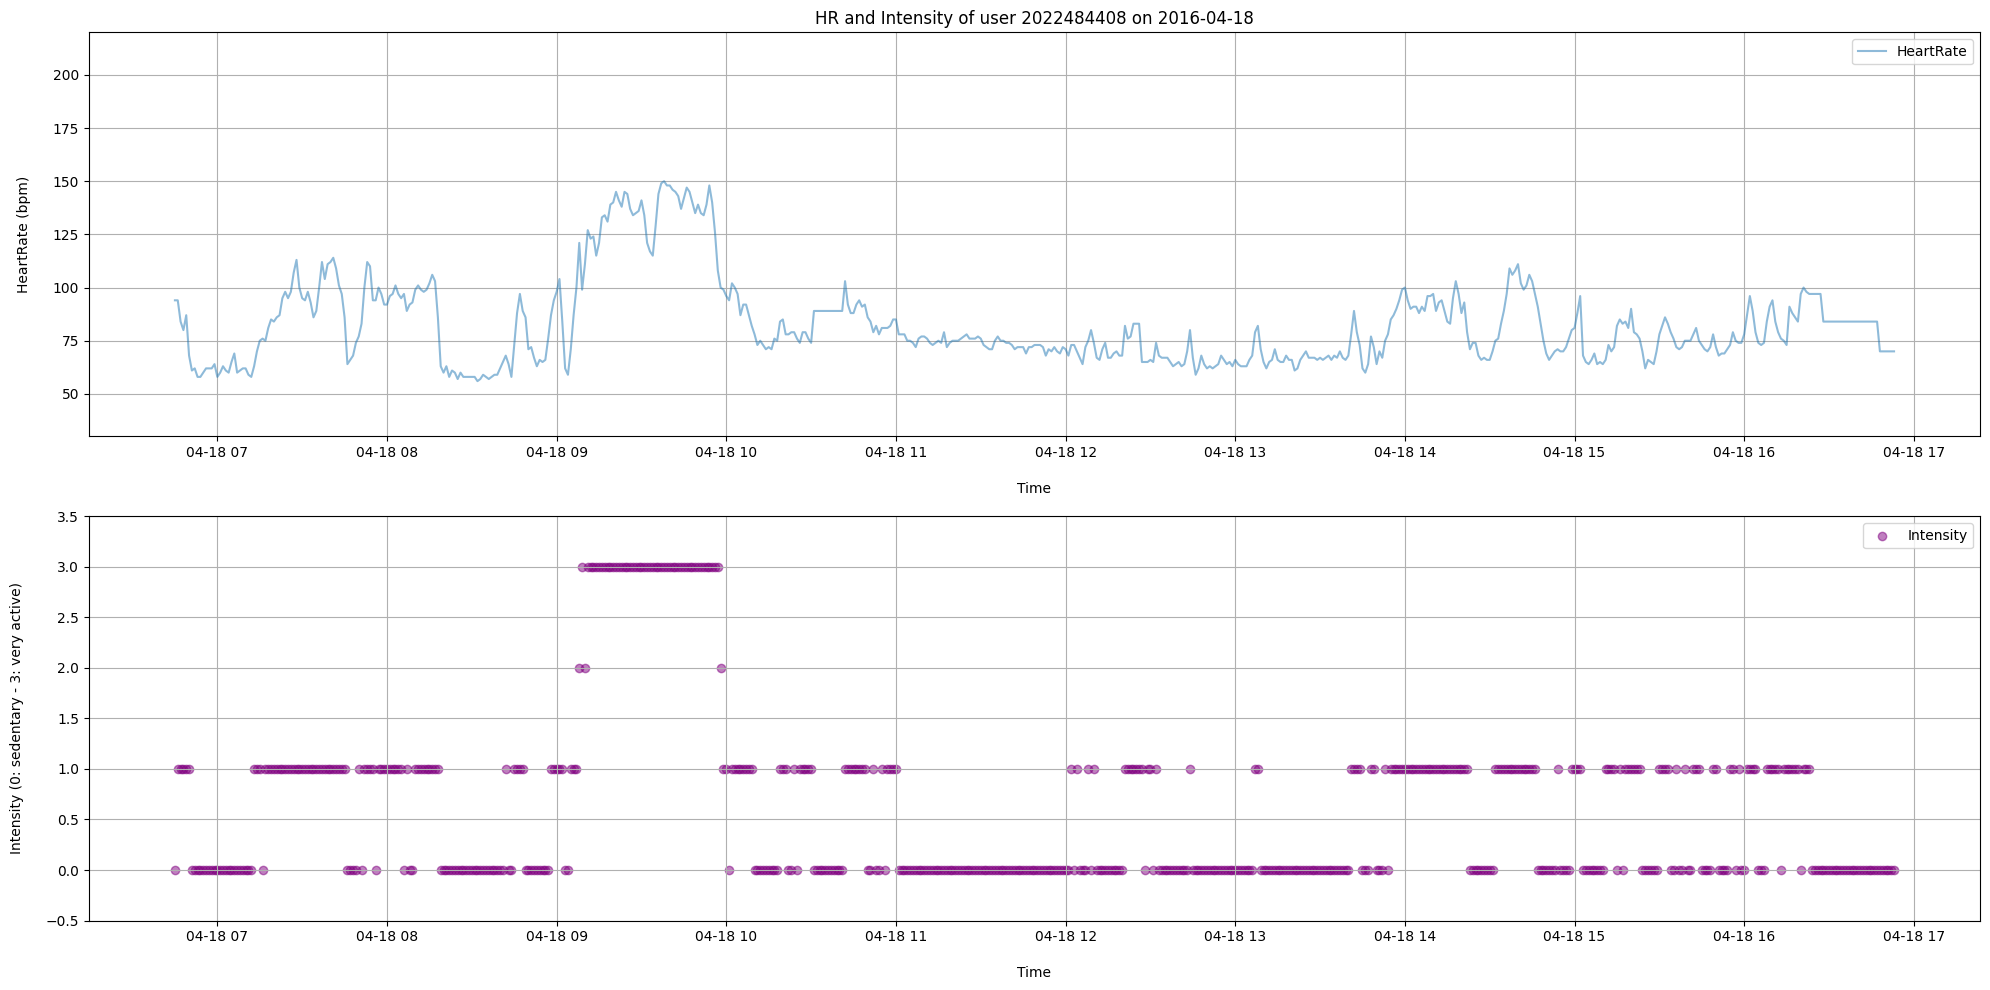 HR and Intensity of user 2022484408 on 2016-04-18
HeartRate
HeartRate (bpm)
200
175
150
125
100
75
50
04-18 07 04-18 08 04-18 09 04-18 10 04-18 11 04-18 12 04-18 13 04-18 14 04-18 15 04-18 16 04-18 17
Time
Intensity
Intensity (0: sedentary - 3: very active)
3.5
3.0
2.5
2.0
1.5
1.0
0.5
0.0
−0.5
04-18 07 04-18 08 04-18 09 04-18 10 04-18 11 04-18 12 04-18 13 04-18 14 04-18 15 04-18 16 04-18 17
Time